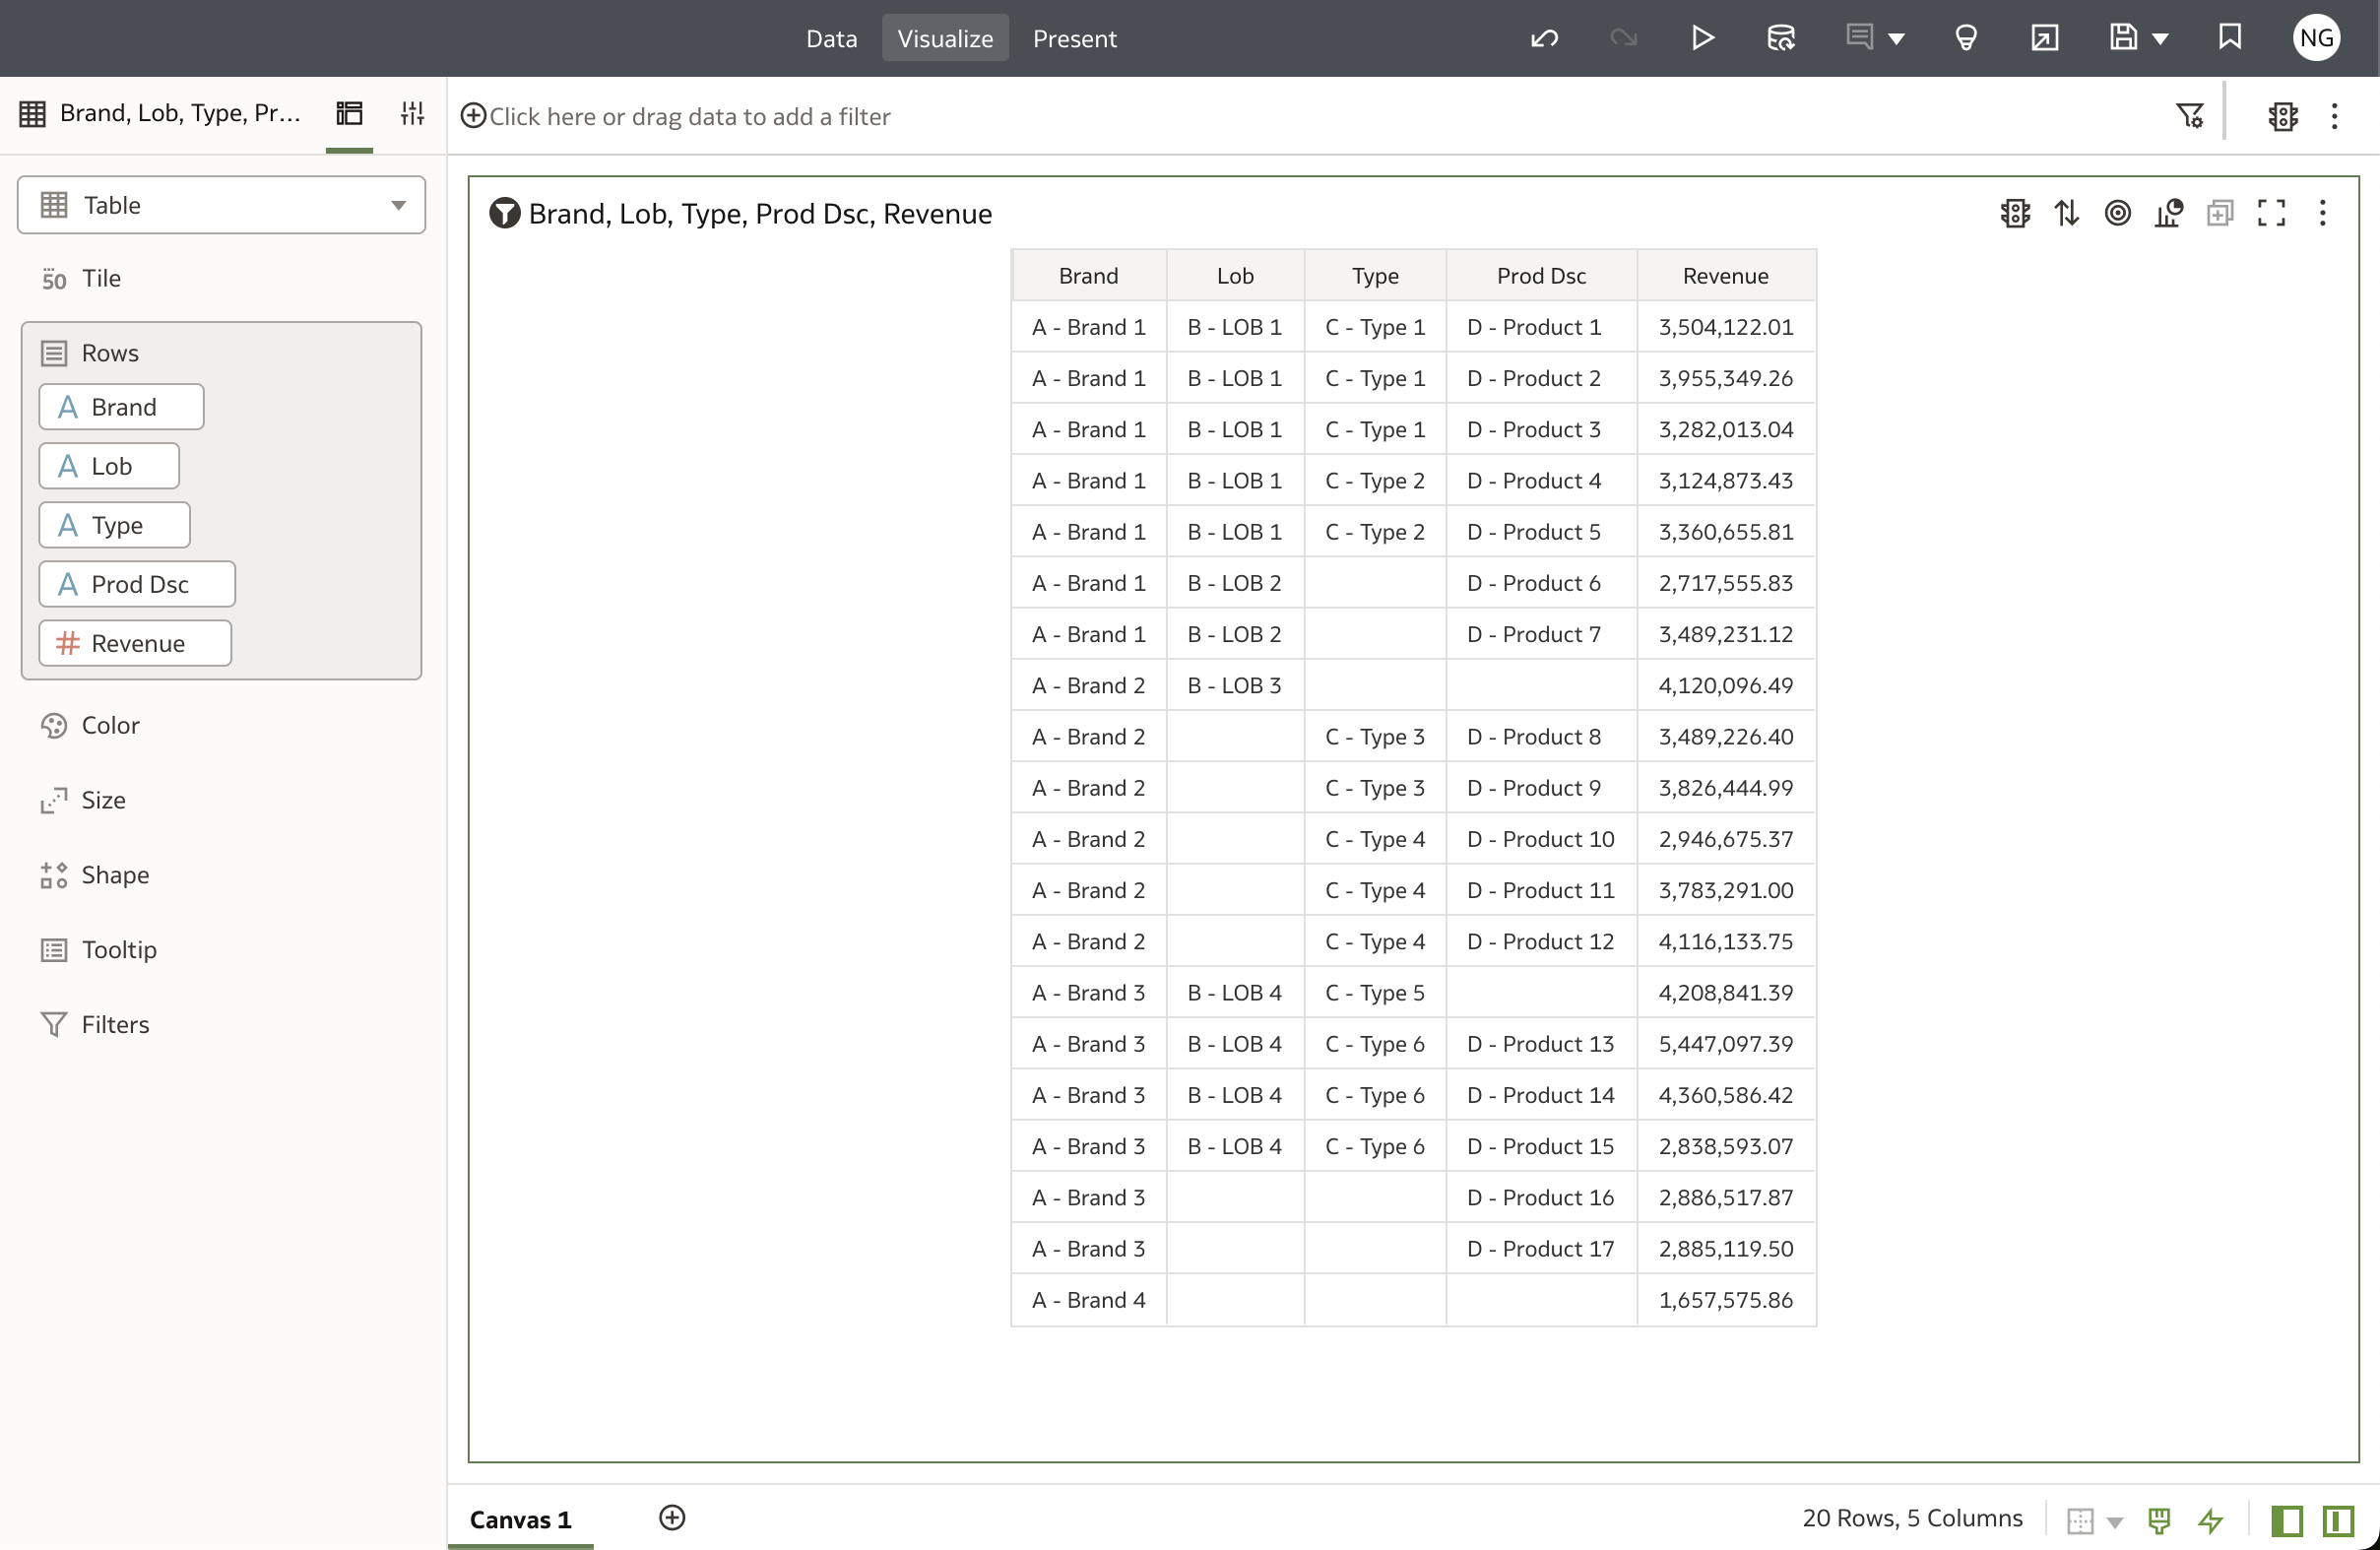 Data Visualize Present NG
Brand, Lob, Type, Pr...
Click here or drag data to add a filter
Table
50 Tile
Rows
A Brand
A Lob
A Type
A Prod Dsc
# Revenue
Color
Size
Shape
Tooltip
Filters
Brand, Lob, Type, Prod Dsc, Revenue
Brand Lob Type Prod Dsc Revenue
A - Brand 1 B - LOB 1 C - Type 1 D - Product 1 3,504,122.01
A - Brand 1 B - LOB 1 C - Type 1 D - Product 2 3,955,349.26
A - Brand 1 B - LOB 1 C - Type 1 D - Product 3 3,282,013.04
A - Brand 1 B - LOB 1 C - Type 2 D - Product 4 3,124,873.43
A - Brand 1 B - LOB 1 C - Type 2 D - Product 5 3,360,655.81
A - Brand 1 B - LOB 2 D - Product 6 2,717,555.83
A - Brand 1 B - LOB 2 D - Product 7 3,489,231.12
A - Brand 2 B - LOB 3 4,120,096.49
A - Brand 2 C - Type 3 D - Product 8 3,489,226.40
A - Brand 2 C - Type 3 D - Product 9 3,826,444.99
A - Brand 2 C - Type 4 D - Product 10 2,946,675.37
A - Brand 2 C - Type 4 D - Product 11 3,783,291.00
A - Brand 2 C - Type 4 D - Product 12 4,116,133.75
A - Brand 3 B - LOB 4 C - Type 5 4,208,841.39
A - Brand 3 B - LOB 4 C - Type 6 D - Product 13 5,447,097.39
A - Brand 3 B - LOB 4 C - Type 6 D - Product 14 4,360,586.42
A - Brand 3 B - LOB 4 C - Type 6 D - Product 15 2,838,593.07
A - Brand 3 D - Product 16 2,886,517.87
A - Brand 3 D - Product 17 2,885,119.50
A - Brand 4 1,657,575.86
Canvas 1
20 Rows, 5 Columns